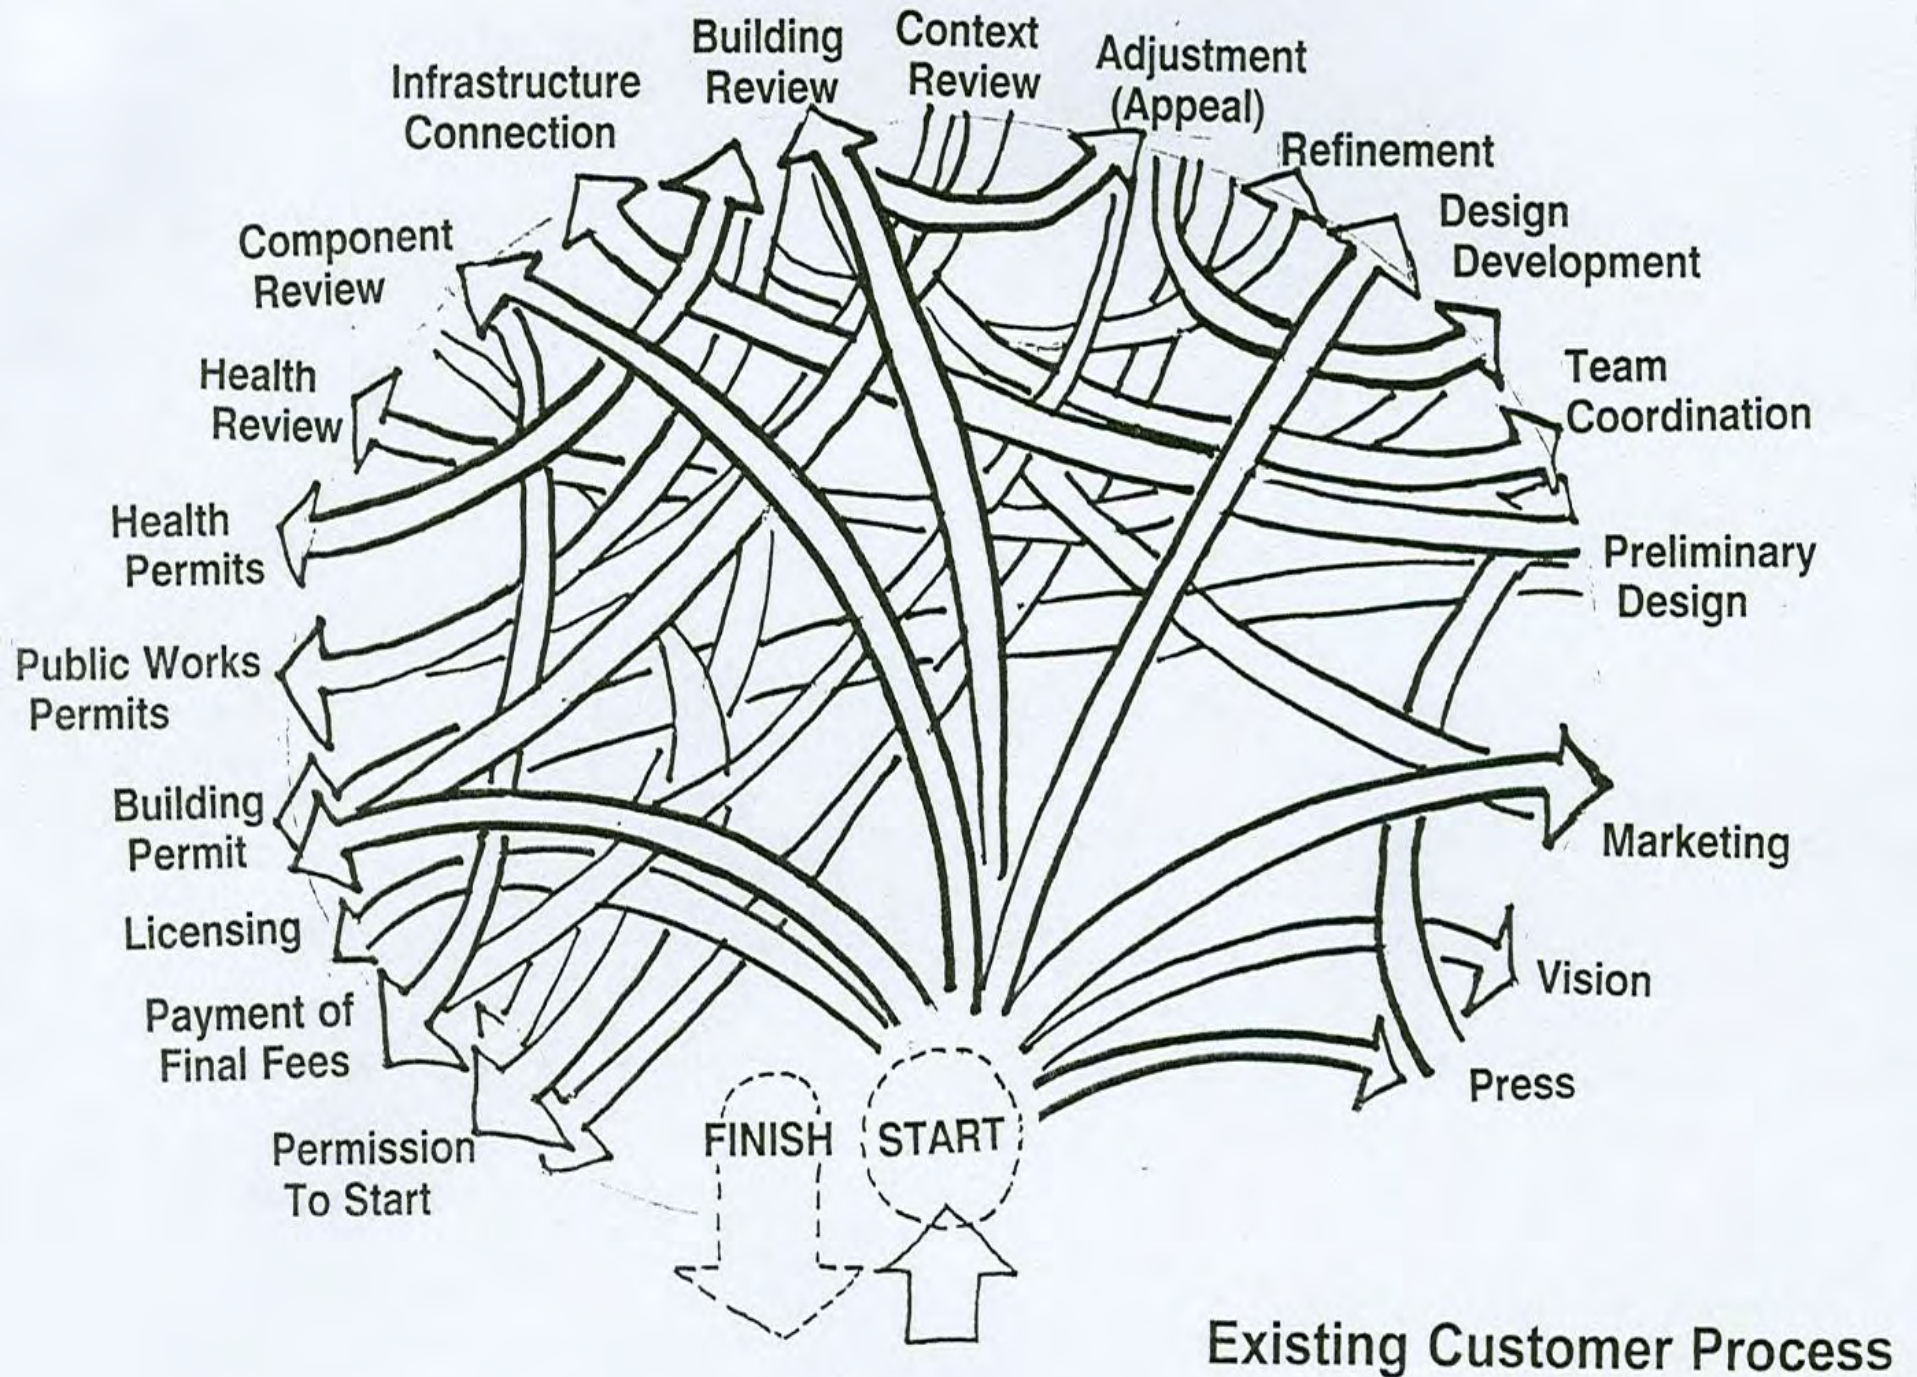 Building
Review
Context
Review
Adjustment
(Appeal)
Infrastructure
Connection
Refinement
Design
Development
Component
Review
Team
Coordination
Health
Review
Health
Permits
Preliminary
Design
Public Works
Permits
Building
Permit
Marketing
Licensing
Vision
Payment of
Final Fees
Press
Permission
To Start
FINISH
START
Existing Customer Process